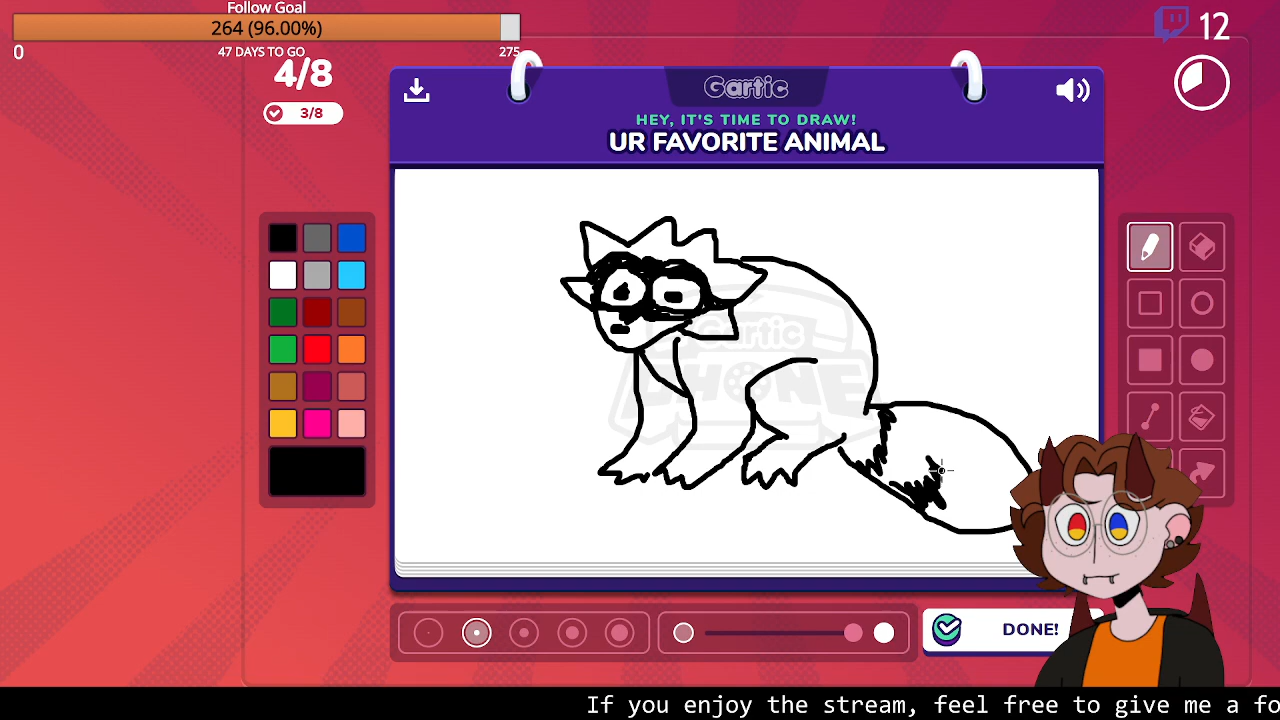 Follow Goal
264 (96.00%)
0
47 DAYS TO GO
275
12
4/8
3/8
Gartic
HEY, IT'S TIME TO DRAW!
UR FAVORITE ANIMAL
Gartic
PHONE
DONE!
If you enjoy the stream, feel free to give me a fo